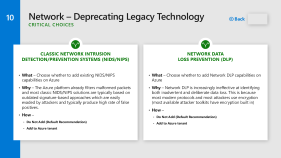 10
Network – Deprecating Legacy Technology
CRITICAL CHOICES
Back
CLASSIC NETWORK INTRUSION
DETECTION/PREVENTION SYSTEMS (NIDS/NIPS)
• What – Choose whether to add existing NIDS/NIPS
capabilities on Azure
• Why – The Azure platform already filters malformed packets
and most classic NIDS/NIPS solutions are typically based on
outdated signature-based approaches which are easily
evaded by attackers and typically produce high rate of false
positives.
• How –
– Do Not Add (Default Recommendation)
– Add to Azure tenant
NETWORK DATA
LOSS PREVENTION (DLP)
• What – Choose whether to add Network DLP capabilities on
Azure
• Why – Network DLP is increasingly ineffective at identifying
both inadvertent and deliberate data loss. This is because
most modern protocols and most attackers use encryption
(most available attacker toolkits have encryption built in)
• How –
– Do Not Add (Default Recommendation)
– Add to Azure tenant